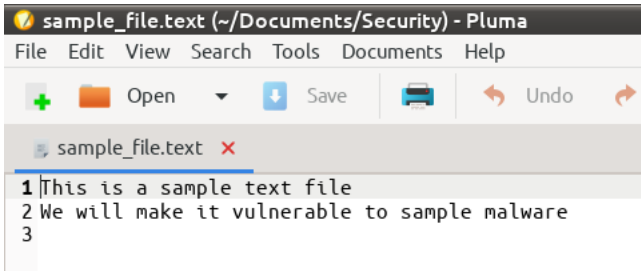 sample_file.text (~/Documents/Security) - Pluma
File Edit View Search Tools Documents Help
Open Save Undo
sample_file.text
1 This is a sample text file
2 We will make it vulnerable to sample malware
3